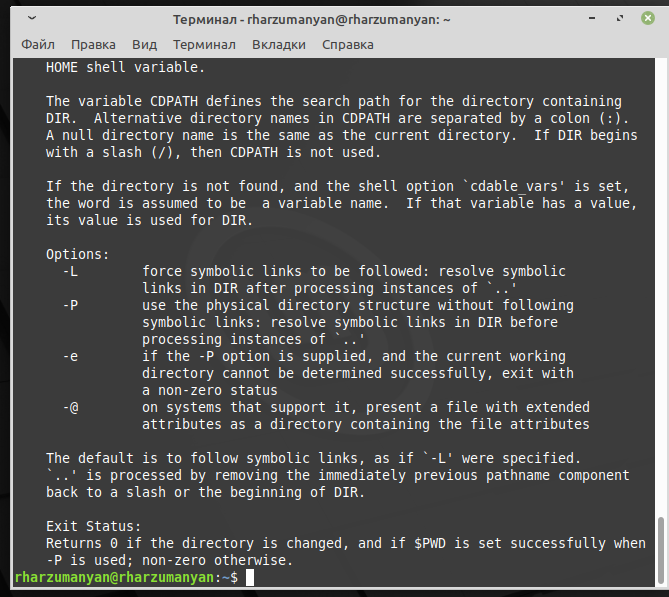 Терминал - rharzumanyan@rharzumanyan: ~
Файл Правка Вид Терминал Вкладки Справка
HOME shell variable.
The variable CDPATH defines the search path for the directory containing
DIR.  Alternative directory names in CDPATH are separated by a colon (:).
A null directory name is the same as the current directory.  If DIR begins
with a slash (/), then CDPATH is not used.
If the directory is not found, and the shell option `cdable_vars' is set,
the word is assumed to be  a variable name.  If that variable has a value,
its value is used for DIR.
Options:
-L        force symbolic links to be followed: resolve symbolic
links in DIR after processing instances of `..'
-P        use the physical directory structure without following
symbolic links: resolve symbolic links in DIR before
processing instances of `..'
-e        if the -P option is supplied, and the current working
directory cannot be determined successfully, exit with
a non-zero status
-@        on systems that support it, present a file with extended
attributes as a directory containing the file attributes
The default is to follow symbolic links, as if `-L' were specified.
`..' is processed by removing the immediately previous pathname component
back to a slash or the beginning of DIR.
Exit Status:
Returns 0 if the directory is changed, and if $PWD is set successfully when
-P is used; non-zero otherwise.
rharzumanyan@rharzumanyan:~$